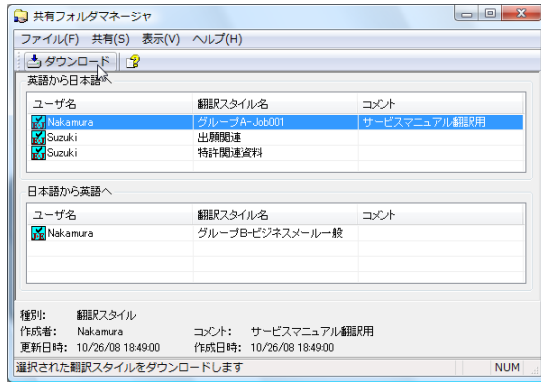 共有フォルダマネージャ
ファイル(F) 共有(S) 表示(V) ヘルプ(H)
ダウンロード
英語から日本語へ
ユーザ名 翻訳スタイル名 コメント
Nakamura グループA-Job001 サービスマニュアル翻訳用
Suzuki 出願関連
Suzuki 特許関連資料
日本語から英語へ
ユーザ名 翻訳スタイル名 コメント
Nakamura グループB-ビジネスメール一般
種別: 翻訳スタイル
作成者: Nakamura コメント: サービスマニュアル翻訳用
更新日時: 10/26/08 18:49:00 作成日時: 10/26/08 18:49:00
選択された翻訳スタイルをダウンロードします NUM